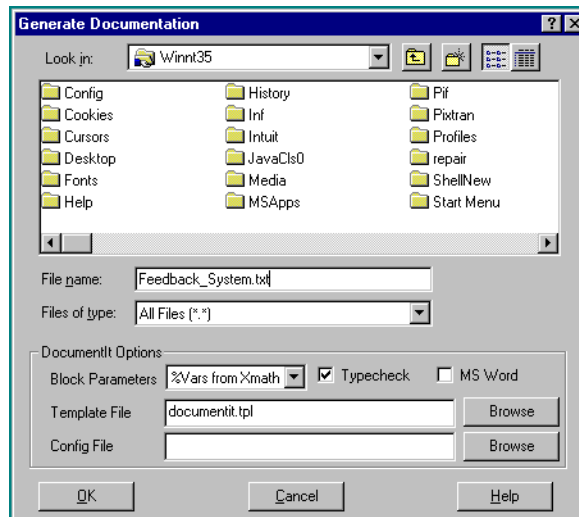 Generate Documentation
Look in: Winnt35
Config History Pif
Cookies Inf Pixtran
Cursors Intuit Profiles
Desktop JavaCls0 repair
Fonts Media ShellNew
Help MSApps Start Menu
File name: Feedback_System.txt
Files of type: All Files (*.*)
DocumentIt Options
Block Parameters %Vars from Xmath Typecheck MS Word
Template File documentit.tpl Browse
Config File Browse
OK Cancel Help